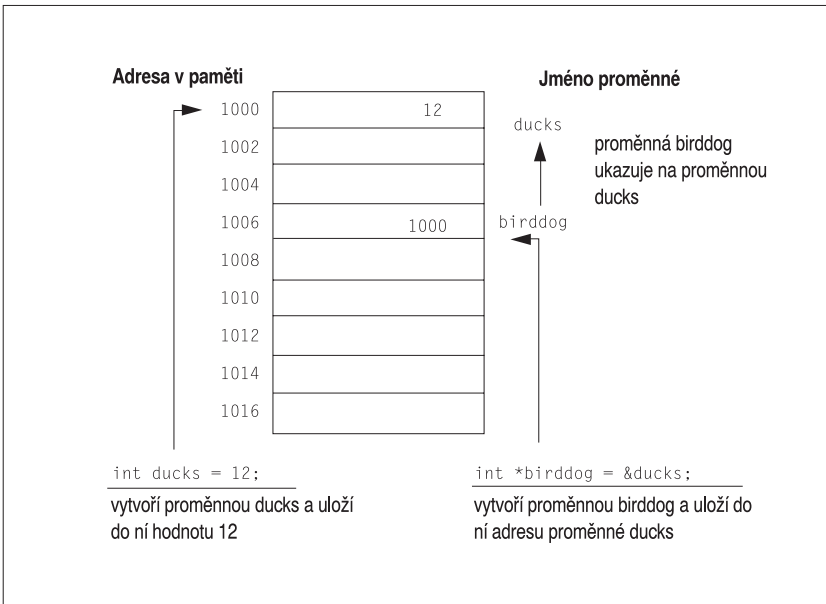 Adresa v paměti
Jméno proměnné
1000 12
ducks
1002
proměnná birddog
ukazuje na proměnnou
ducks
1004
1006 1000 birddog
1008
1010
1012
1014
1016
int ducks = 12;
vytvoří proměnnou ducks a uloží
do ní hodnotu 12
int *birddog = &ducks;
vytvoří proměnnou birddog a uloží do
ní adresu proměnné ducks